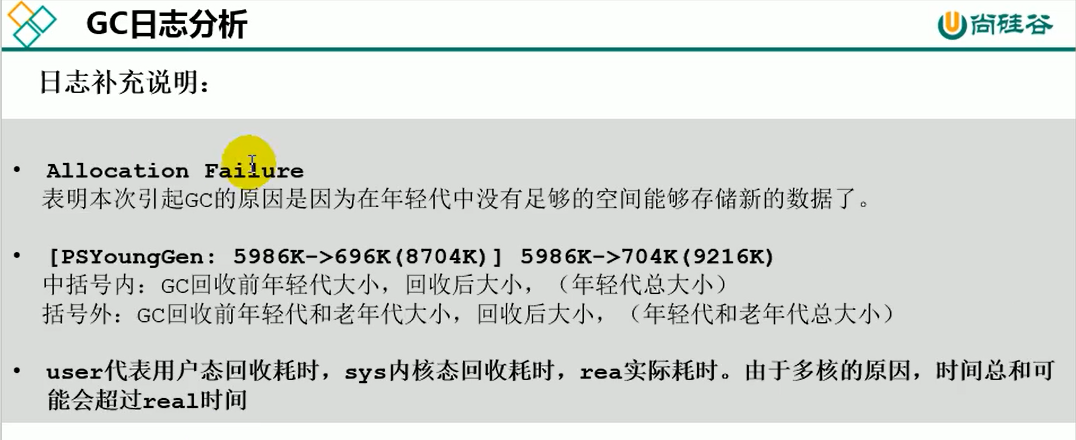 GC日志分析
尚硅谷
日志补充说明：
• Allocation Failure
表明本次引起GC的原因是因为在年轻代中没有足够的空间能够存储新的数据了。
• [PSYoungGen: 5986K->696K(8704K)] 5986K->704K(9216K)
中括号内：GC回收前年轻代大小，回收后大小，（年轻代总大小）
括号外：GC回收前年轻代和老年代大小，回收后大小，（年轻代和老年代总大小）
• user代表用户态回收耗时，sys内核态回收耗时，rea实际耗时。由于多核的原因，时间总和可
能会超过real时间